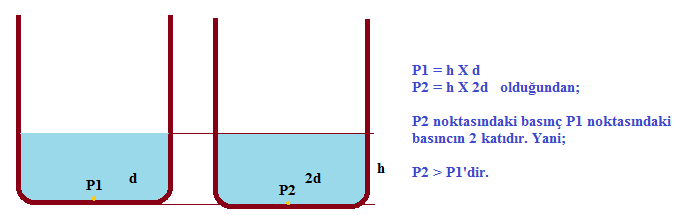 P1 d
P2 2d
h
P1 = h X d
P2 = h X 2d olduğundan;
P2 noktasındaki basınç P1 noktasındaki
basıncın 2 katıdır. Yani;
P2 > P1'dir.